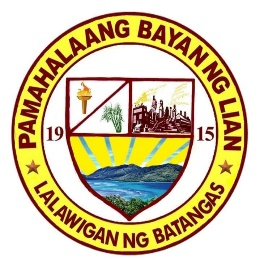 PAMAHALAANG BAYAN NG LIAN
19 15
LALAWIGAN NG BATANGAS